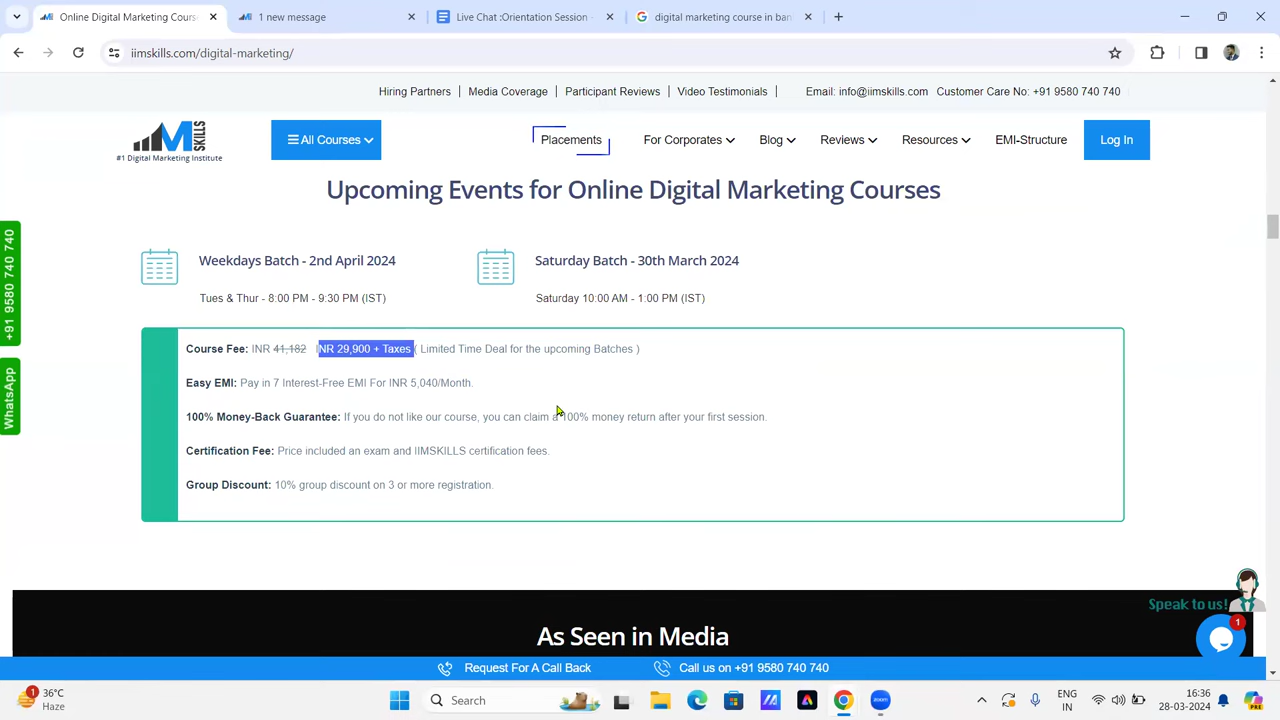 Online Digital Marketing Cours
1 new message
Live Chat :Orientation Session -
digital marketing course in ban
iimskills.com/digital-marketing/
Hiring Partners | Media Coverage | Participant Reviews | Video Testimonials | Email: info@iimskills.com Customer Care No: +91 9580 740 740
IIM SKILLS
#1 Digital Marketing Institute
All Courses
Placements
For Corporates
Blog
Reviews
Resources
EMI-Structure
Log In
Upcoming Events for Online Digital Marketing Courses
Weekdays Batch - 2nd April 2024
Tues & Thur - 8:00 PM - 9:30 PM (IST)
Saturday Batch - 30th March 2024
Saturday 10:00 AM - 1:00 PM (IST)
Course Fee: INR 41,182 INR 29,900 + Taxes ( Limited Time Deal for the upcoming Batches )
Easy EMI: Pay in 7 Interest-Free EMI For INR 5,040/Month.
100% Money-Back Guarantee: If you do not like our course, you can claim a 100% money return after your first session.
Certification Fee: Price included an exam and IIMSKILLS certification fees.
Group Discount: 10% group discount on 3 or more registration.
+91 9580 740 740
WhatsApp
As Seen in Media
Speak to us!
1
Request For A Call Back
Call us on +91 9580 740 740
1
36°C
Haze
Search
ENG
IN
16:36
28-03-2024
PRE